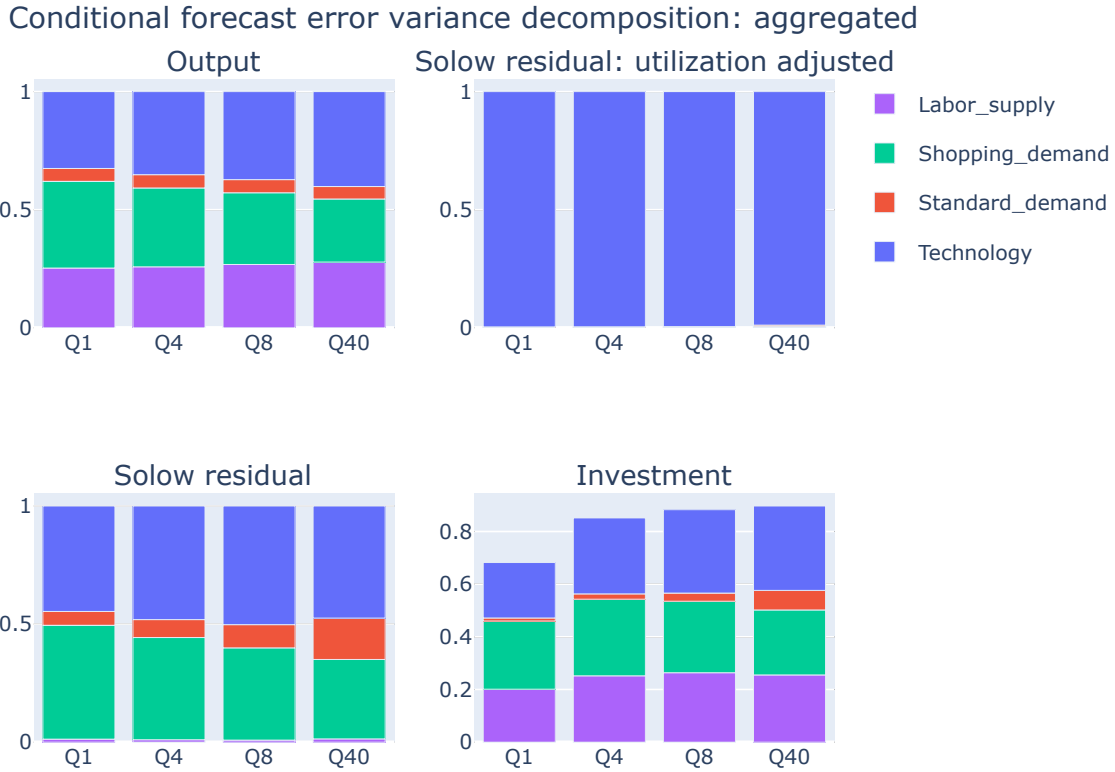 Conditional forecast error variance decomposition: aggregated
Output
1
0.5
0
Q1 Q4 Q8 Q40
Solow residual: utilization adjusted
1
0.5
0
Q1 Q4 Q8 Q40
Labor_supply
Shopping_demand
Standard_demand
Technology
Solow residual
1
0.5
0
Q1 Q4 Q8 Q40
Investment
0.8
0.6
0.4
0.2
0
Q1 Q4 Q8 Q40